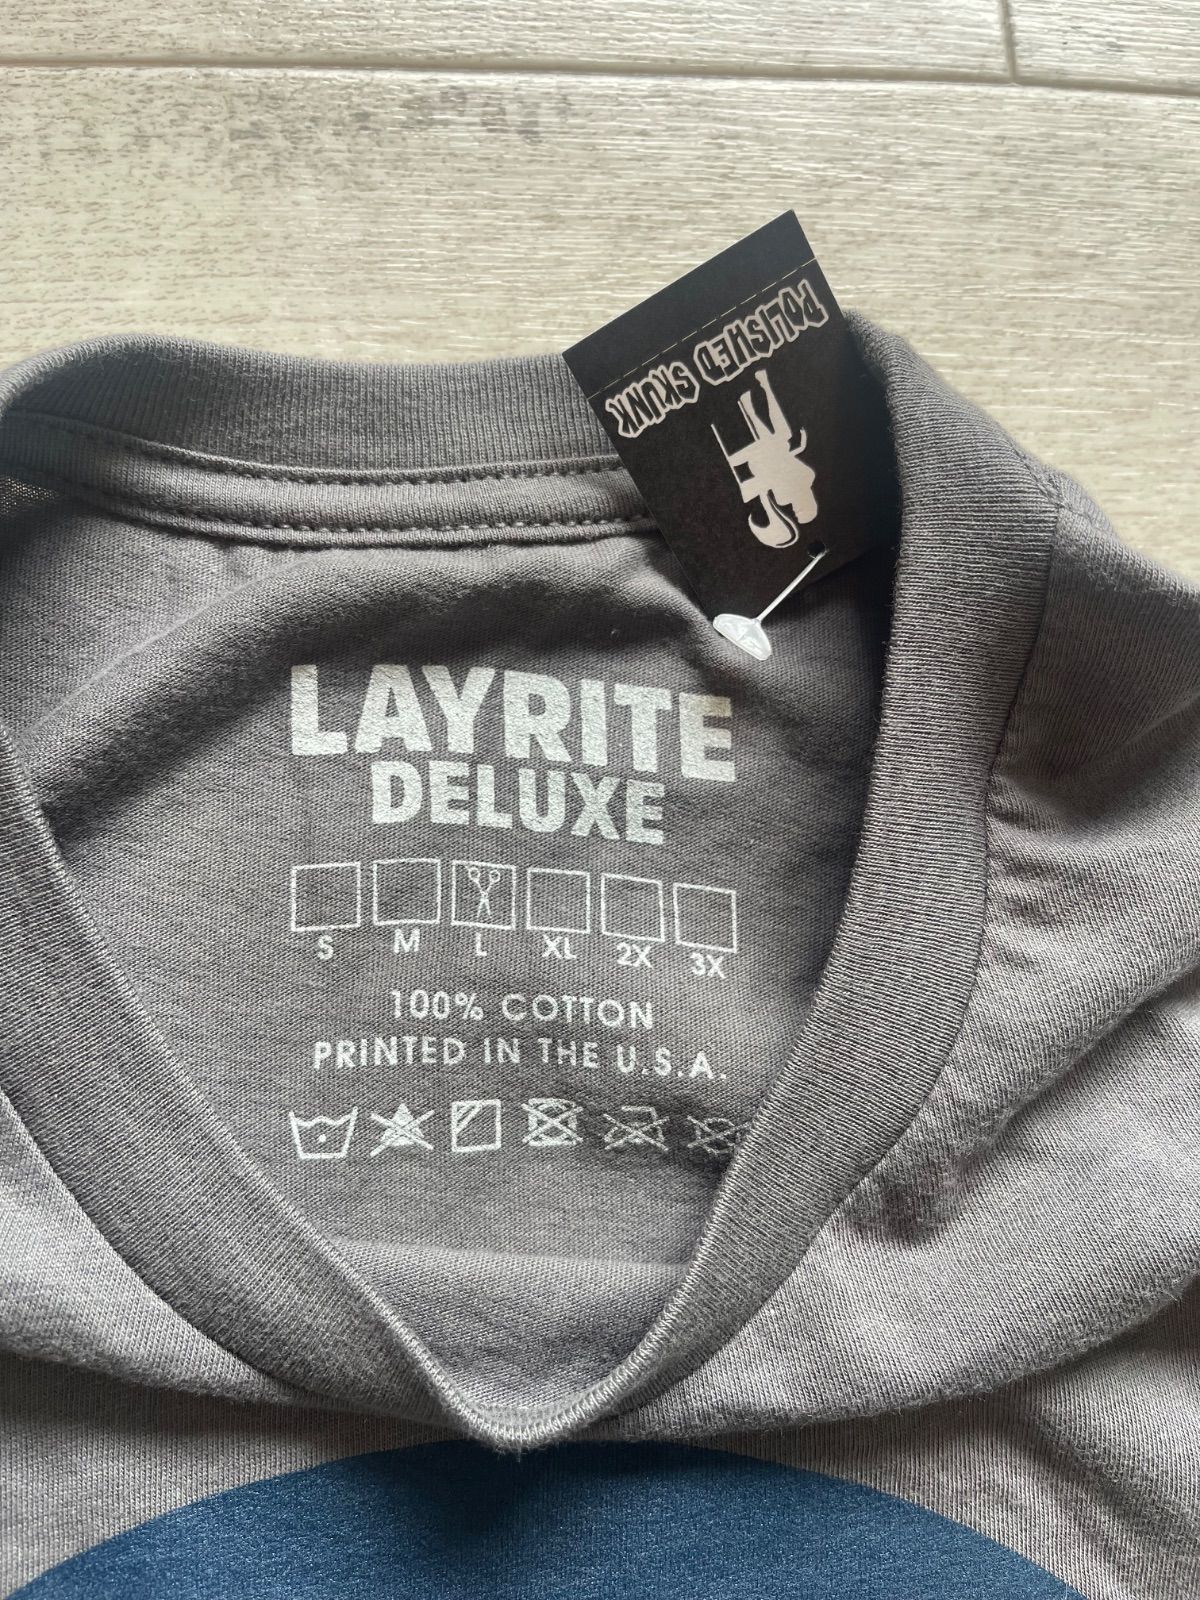 POLISHED SKUNK
LAYRITE
DELUXE
S M L XL 2X 3X
100% COTTON
PRINTED IN THE U.S.A.